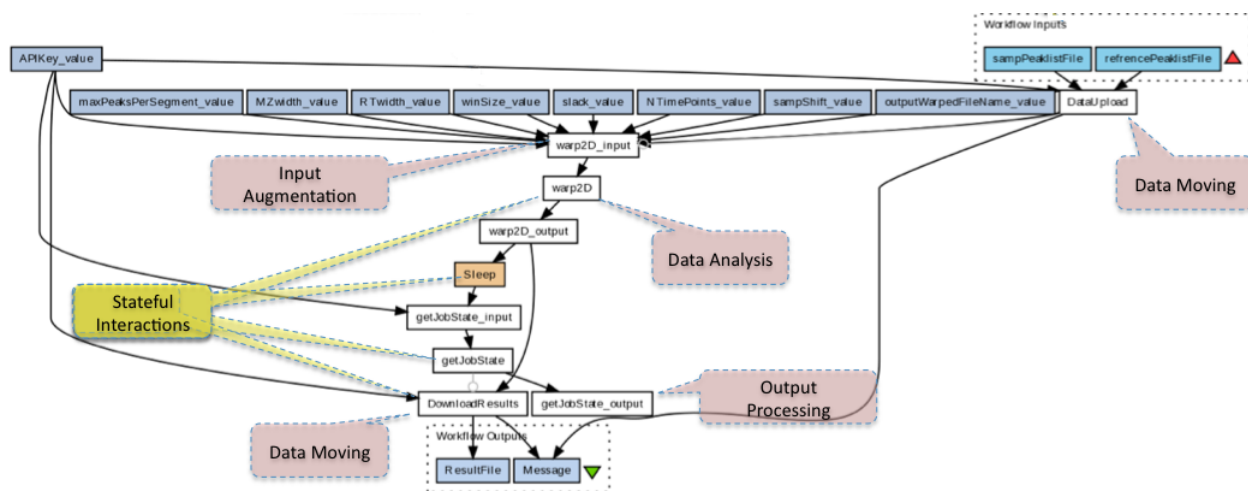 Workflow Inputs
APIKey_value
sampPeaklistFile
refrencePeaklistFile
maxPeaksPerSegment_value
MZwidth_value
RTwidth_value
winSize_value
slack_value
NTimePoints_value
sampShift_value
outputWarpedFileName_value
DataUpload
warp2D_input
Input
Augmentation
warp2D
Data Moving
warp2D_output
Data Analysis
Sleep
Stateful
Interactions
getJobState_input
getJobState
Output
Processing
DownloadResults
getJobState_output
Data Moving
Workflow Outputs
ResultFile
Message